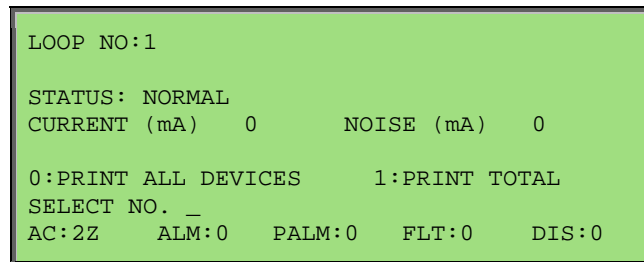 LOOP NO:1
STATUS: NORMAL
CURRENT (mA) 0 NOISE (mA) 0
0:PRINT ALL DEVICES 1:PRINT TOTAL
SELECT NO. _
AC:2Z ALM:0 PALM:0 FLT:0 DIS:0